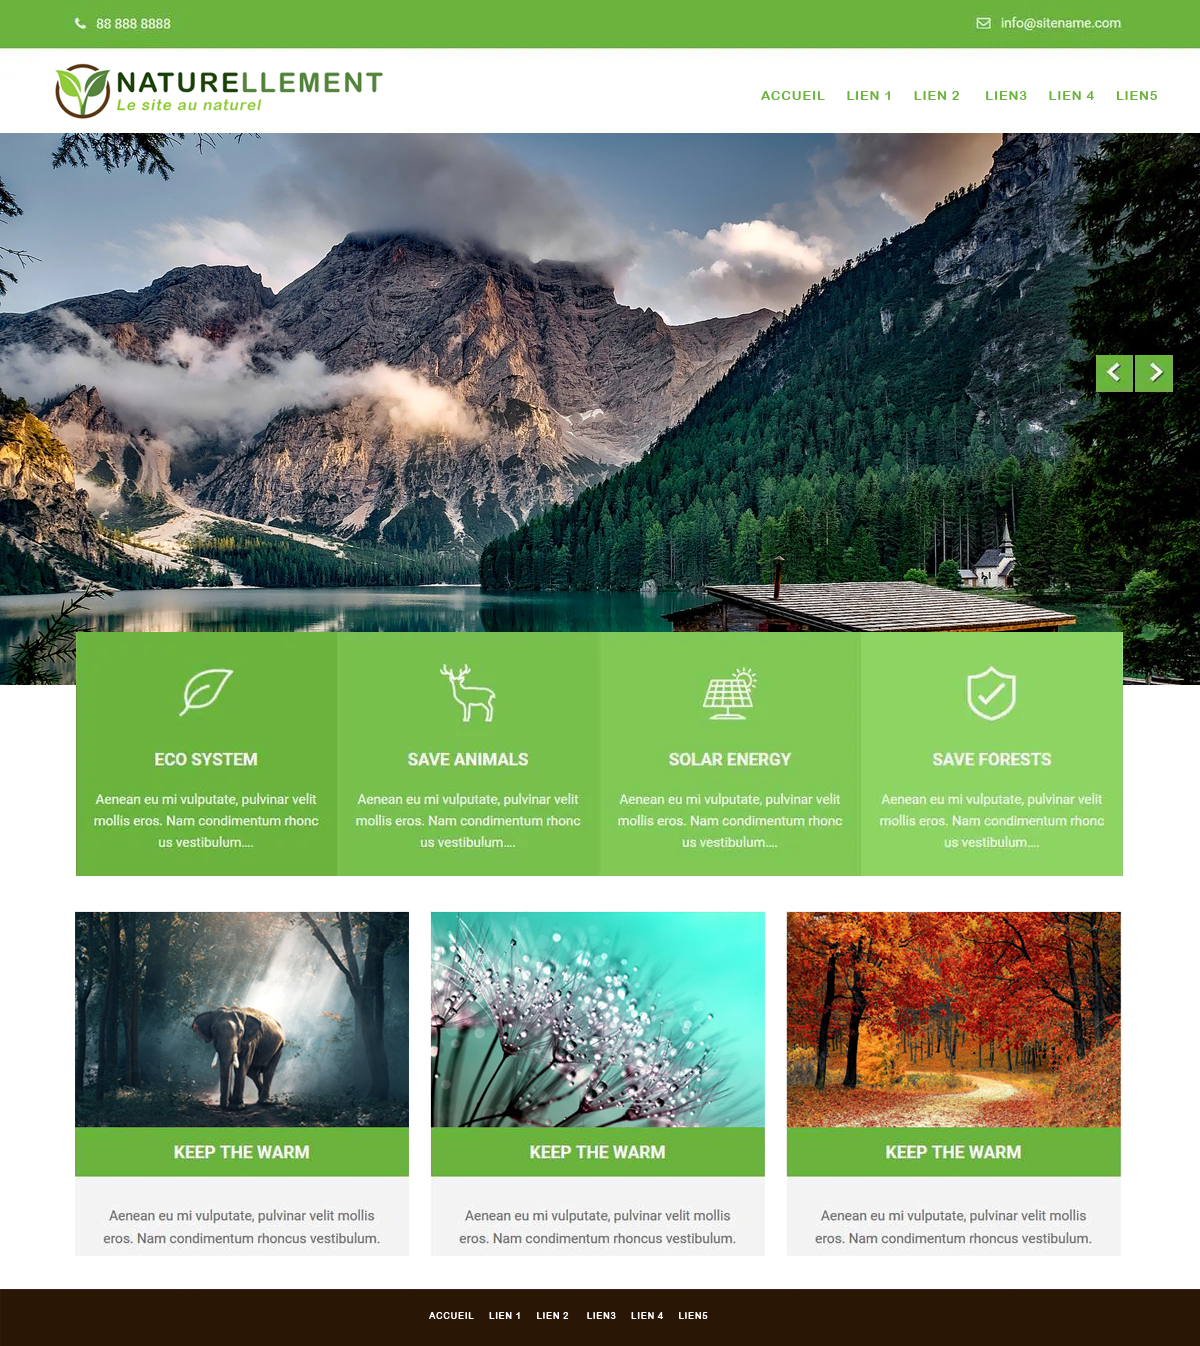 88 888 8888
info@sitename.com
NATURELLEMENT
Le site au naturel
ACCUEIL LIEN 1 LIEN 2 LIEN3 LIEN 4 LIEN5
ECO SYSTEM
Aenean eu mi vulputate, pulvinar velit
mollis eros. Nam condimentum rhonc
us vestibulum....
SAVE ANIMALS
Aenean eu mi vulputate, pulvinar velit
mollis eros. Nam condimentum rhonc
us vestibulum....
SOLAR ENERGY
Aenean eu mi vulputate, pulvinar velit
mollis eros. Nam condimentum rhonc
us vestibulum....
SAVE FORESTS
Aenean eu mi vulputate, pulvinar velit
mollis eros. Nam condimentum rhonc
us vestibulum....
KEEP THE WARM
Aenean eu mi vulputate, pulvinar velit mollis
eros. Nam condimentum rhoncus vestibulum.
KEEP THE WARM
Aenean eu mi vulputate, pulvinar velit mollis
eros. Nam condimentum rhoncus vestibulum.
KEEP THE WARM
Aenean eu mi vulputate, pulvinar velit mollis
eros. Nam condimentum rhoncus vestibulum.
ACCUEIL LIEN 1 LIEN 2 LIEN3 LIEN 4 LIEN5